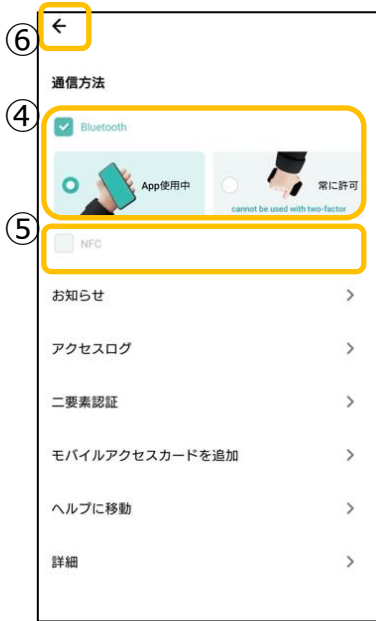 ⑥
通信方法
④
Bluetooth
App使用中
常に許可
cannot be used with two-factor
⑤
NFC
お知らせ
アクセスログ
二要素認証
モバイルアクセスカードを追加
ヘルプに移動
詳細